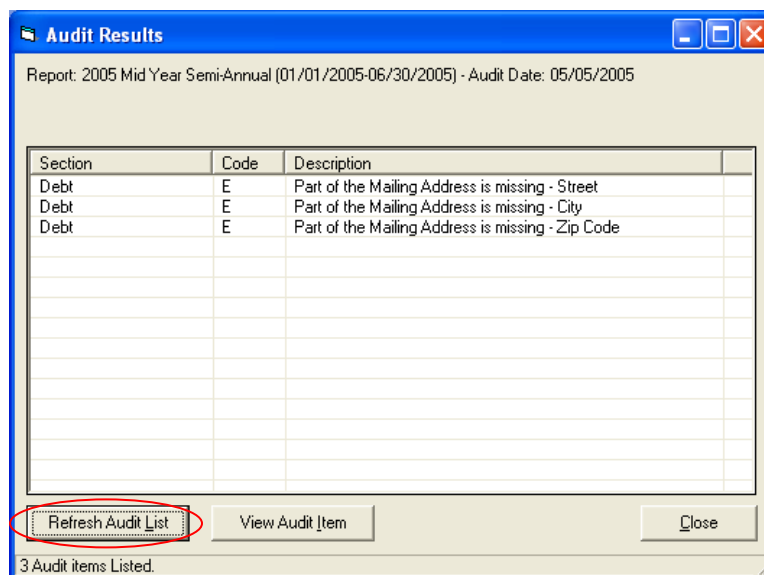 Audit Results
Report: 2005 Mid Year Semi-Annual (01/01/2005-06/30/2005) - Audit Date: 05/05/2005
Section Code Description
Debt E Part of the Mailing Address is missing - Street
Debt E Part of the Mailing Address is missing - City
Debt E Part of the Mailing Address is missing - Zip Code
Refresh Audit List View Audit Item Close
3 Audit items Listed.